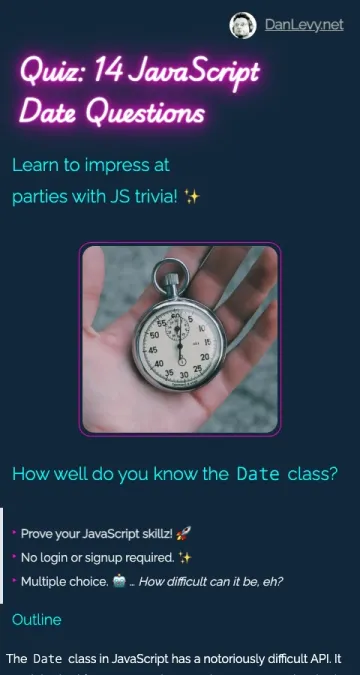 DanLevy.net
Quiz: 14 JavaScript
Date Questions
Learn to impress at
parties with JS trivia! ✨
60
5
10
15
20
25
30
35
40
45
50
55
How well do you know the Date class?
• Prove your JavaScript skillz! 🚀
• No login or signup required. ✨
• Multiple choice. 🤖 … How difficult can it be, eh?
Outline
The Date class in JavaScript has a notoriously difficult API. It